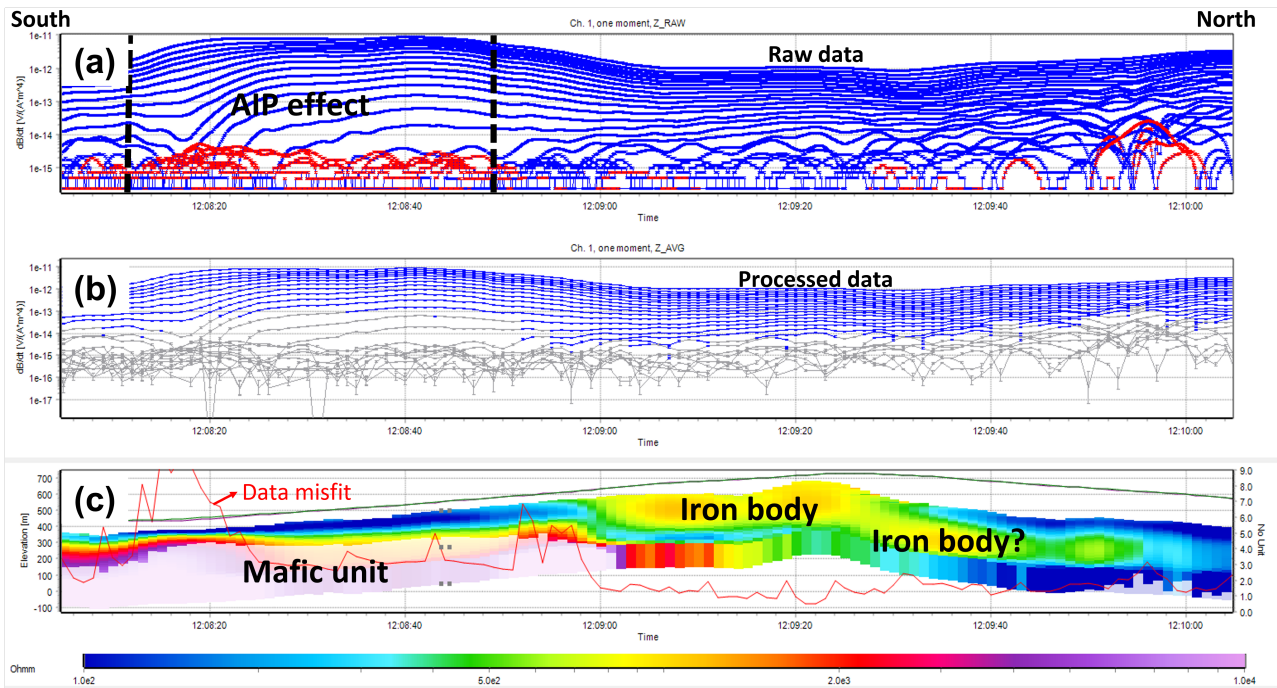 South
North
Ch. 1, one moment, Z_RAW
(a)
Raw data
AIP effect
dB/dt [V/(A*m^4)]
1e-11
1e-12
1e-13
1e-14
1e-15
12:08:20
12:08:40
12:09:00
12:09:20
12:09:40
12:10:00
Time
Ch. 1, one moment, Z_AVG
(b)
Processed data
dB/dt [V/(A*m^4)]
1e-11
1e-12
1e-13
1e-14
1e-15
1e-16
1e-17
12:08:20
12:08:40
12:09:00
12:09:20
12:09:40
12:10:00
Time
(c)
Data misfit
Iron body
Iron body?
Mafic unit
Elevation [m]
700
600
500
400
300
200
100
0
-100
9.0
8.0
7.0
6.0
5.0
4.0
3.0
2.0
1.0
0.0
No Unit
12:08:20
12:08:40
12:09:00
12:09:20
12:09:40
12:10:00
Time
Ohmm
1.0e2
5.0e2
2.0e3
1.0e4